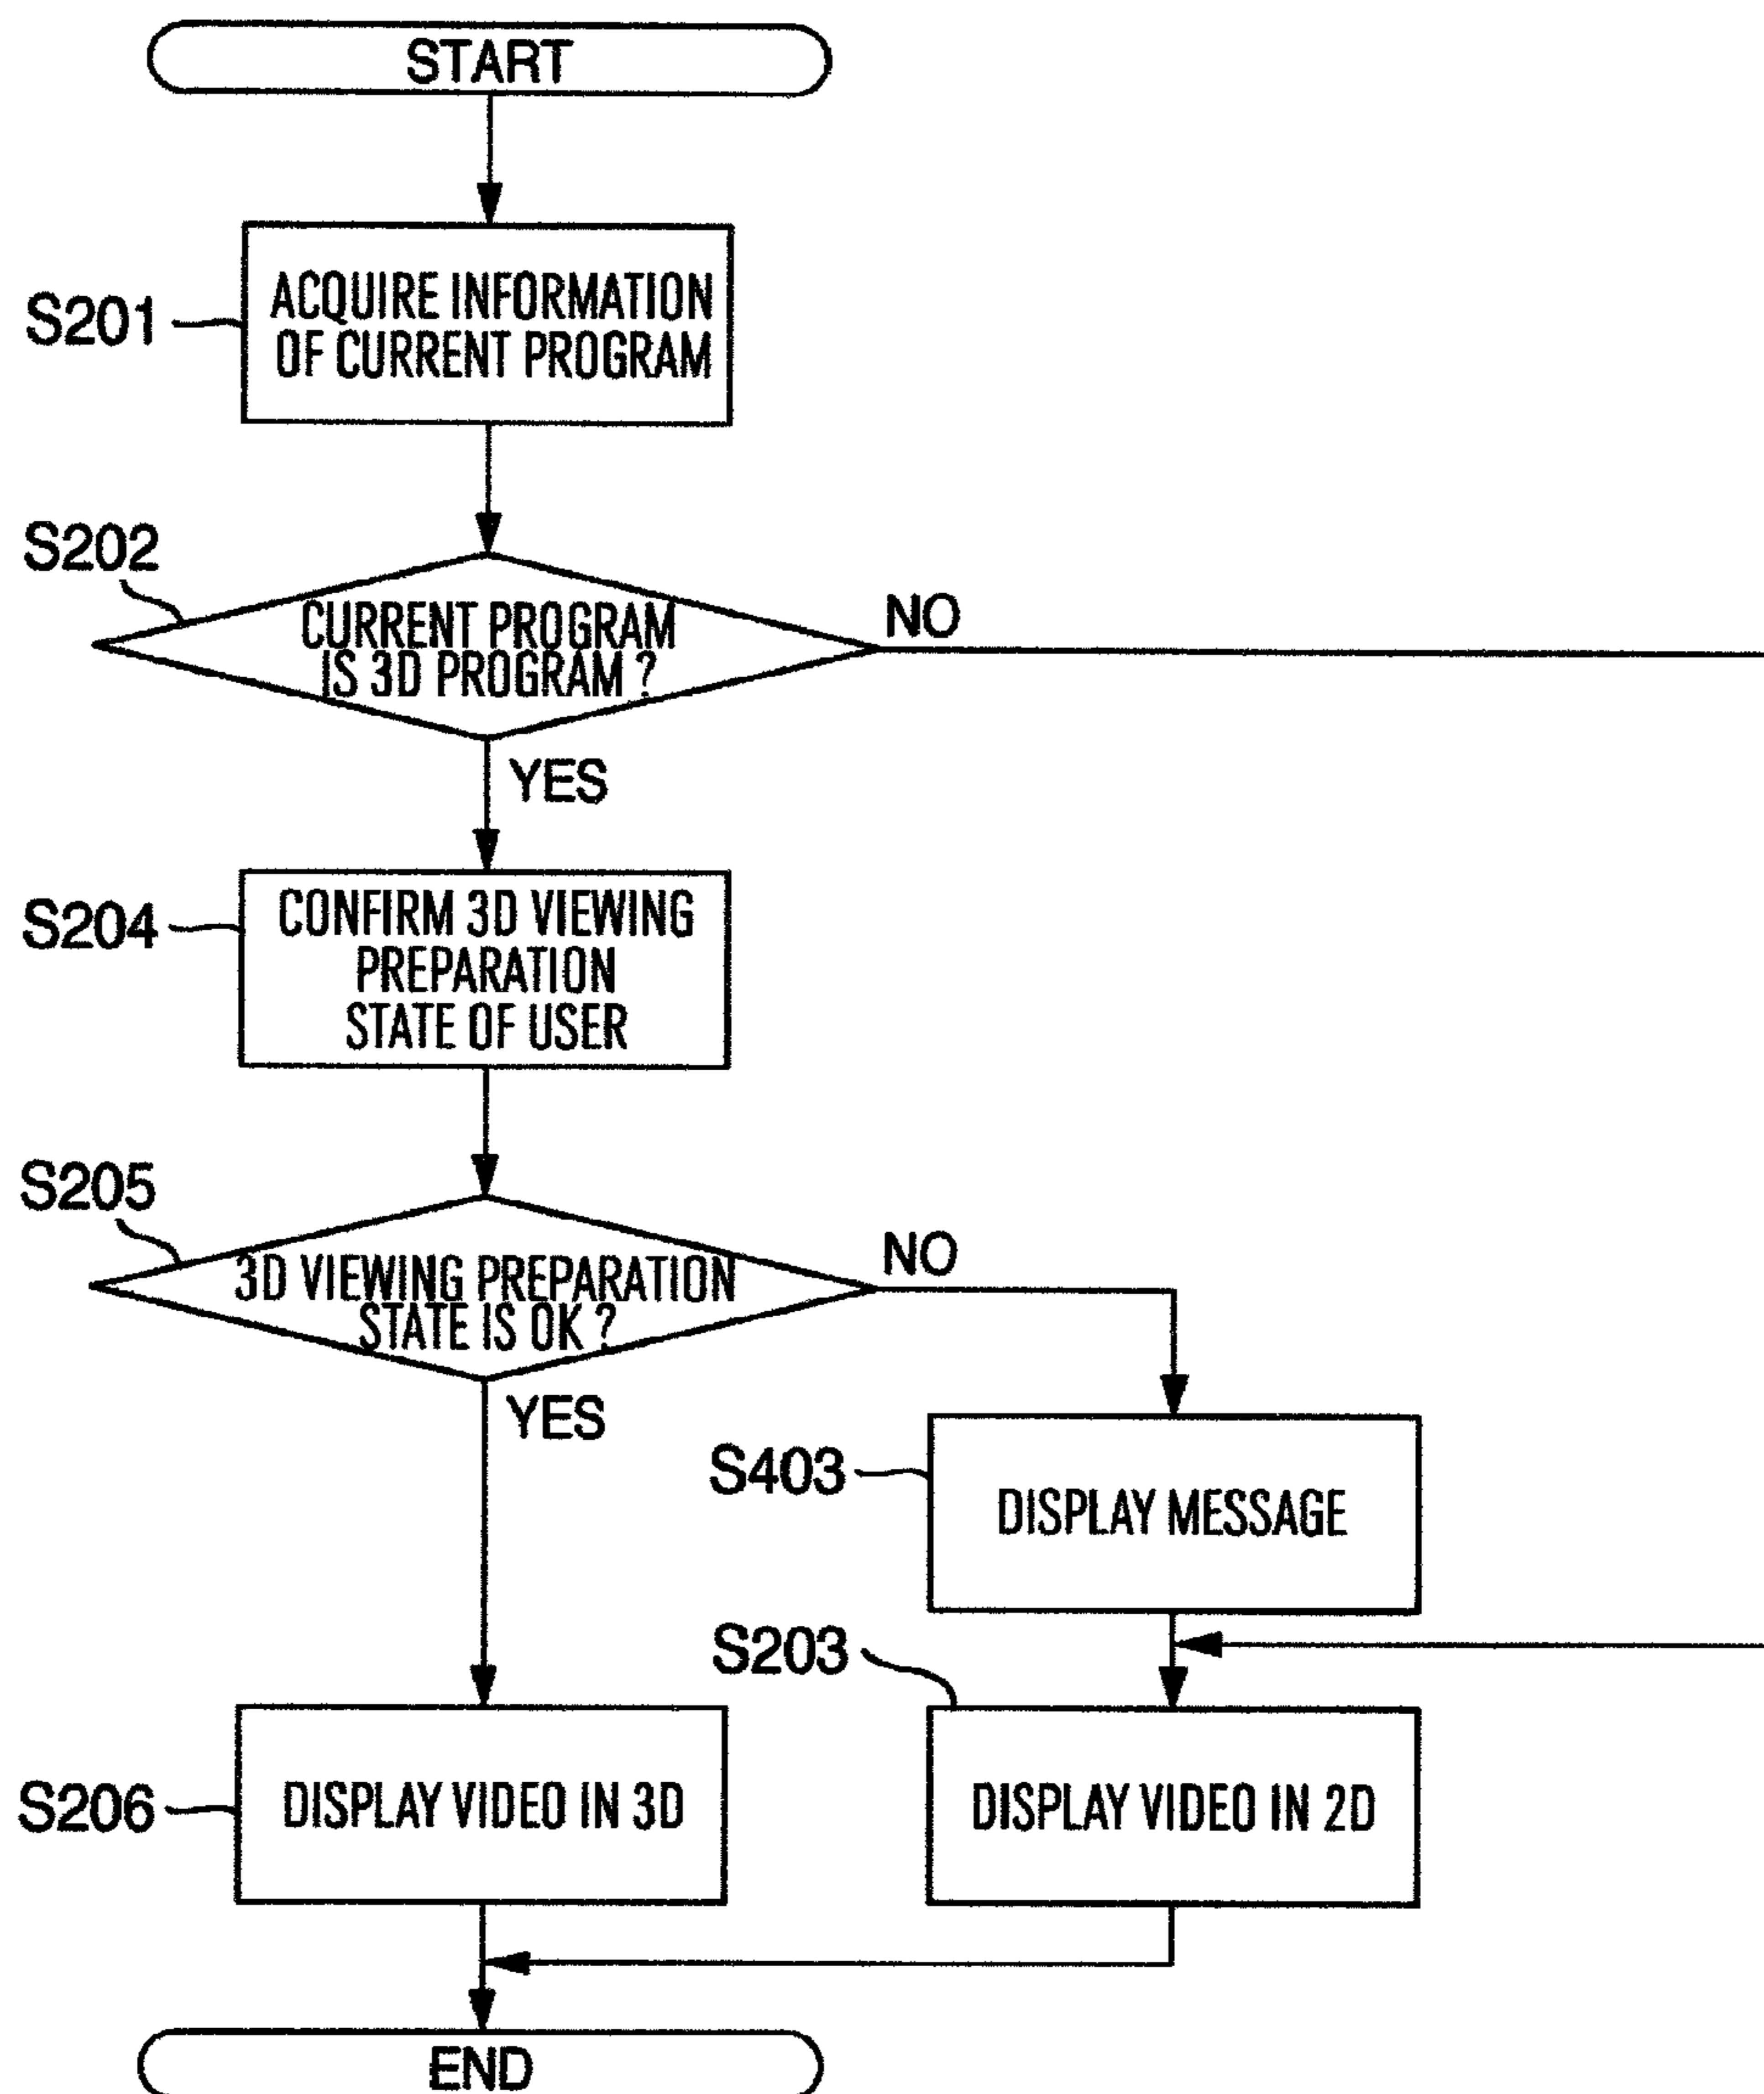 START
S201
ACQUIRE INFORMATION
OF CURRENT PROGRAM
S202
CURRENT PROGRAM
IS 3D PROGRAM ?
NO
YES
S204
CONFIRM 3D VIEWING
PREPARATION
STATE OF USER
S205
3D VIEWING PREPARATION
STATE IS OK ?
NO
YES
S403
DISPLAY MESSAGE
S203
S206
DISPLAY VIDEO IN 3D
DISPLAY VIDEO IN 2D
END